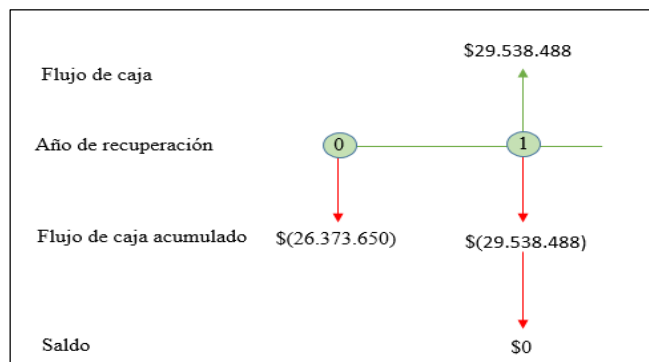 $29.538.488
Flujo de caja
Año de recuperación 0 1
Flujo de caja acumulado $(26.373.650) $(29.538.488)
Saldo $0